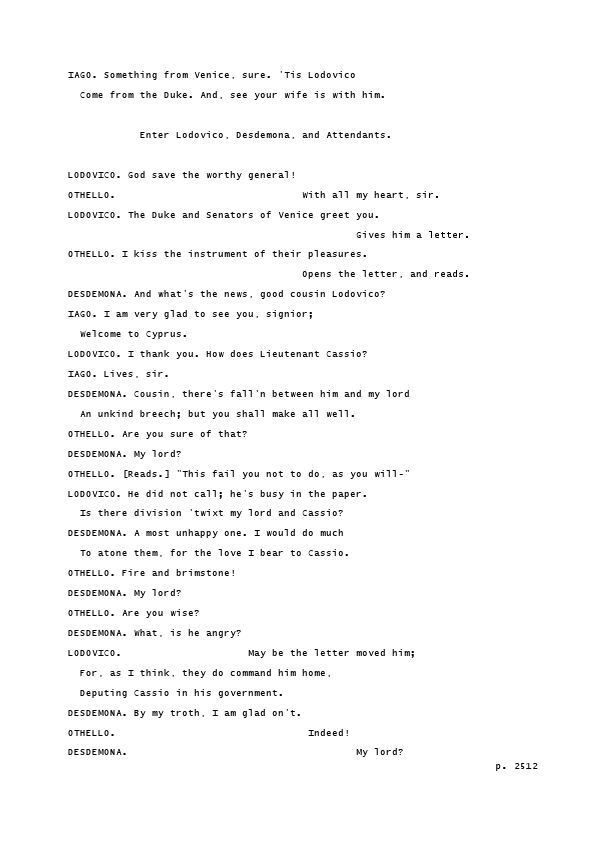 IAGO. Something from Venice, sure. 'Tis Lodovico
Come from the Duke. And, see your wife is with him.
Enter Lodovico, Desdemona, and Attendants.
LODOVICO. God save the worthy general!
OTHELLO. With all my heart, sir.
LODOVICO. The Duke and Senators of Venice greet you.
Gives him a letter.
OTHELLO. I kiss the instrument of their pleasures.
Opens the letter, and reads.
DESDEMONA. And what's the news, good cousin Lodovico?
IAGO. I am very glad to see you, signior;
Welcome to Cyprus.
LODOVICO. I thank you. How does Lieutenant Cassio?
IAGO. Lives, sir.
DESDEMONA. Cousin, there's fall'n between him and my lord
An unkind breech; but you shall make all well.
OTHELLO. Are you sure of that?
DESDEMONA. My lord?
OTHELLO. [Reads.] "This fail you not to do, as you will-"
LODOVICO. He did not call; he's busy in the paper.
Is there division 'twixt my lord and Cassio?
DESDEMONA. A most unhappy one. I would do much
To atone them, for the love I bear to Cassio.
OTHELLO. Fire and brimstone!
DESDEMONA. My lord?
OTHELLO. Are you wise?
DESDEMONA. What, is he angry?
LODOVICO. May be the letter moved him;
For, as I think, they do command him home,
Deputing Cassio in his government.
DESDEMONA. By my troth, I am glad on't.
OTHELLO. Indeed!
DESDEMONA. My lord?
p. 2512